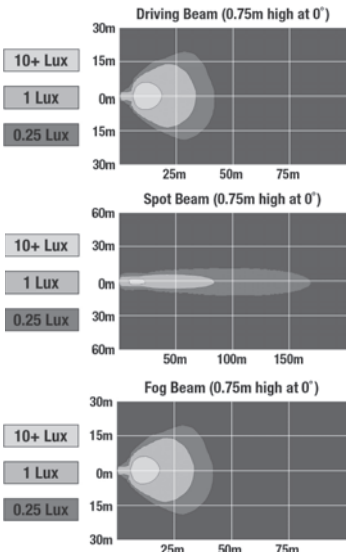 Driving Beam (0.75m high at 0˚)
30m
15m
0m
15m
30m
10+ Lux
1 Lux
0.25 Lux
25m 50m 75m
Spot Beam (0.75m high at 0˚)
60m
30m
0m
30m
60m
10+ Lux
1 Lux
0.25 Lux
50m 100m 150m
Fog Beam (0.75m high at 0˚)
30m
15m
0m
15m
30m
10+ Lux
1 Lux
0.25 Lux
25m 50m 75m